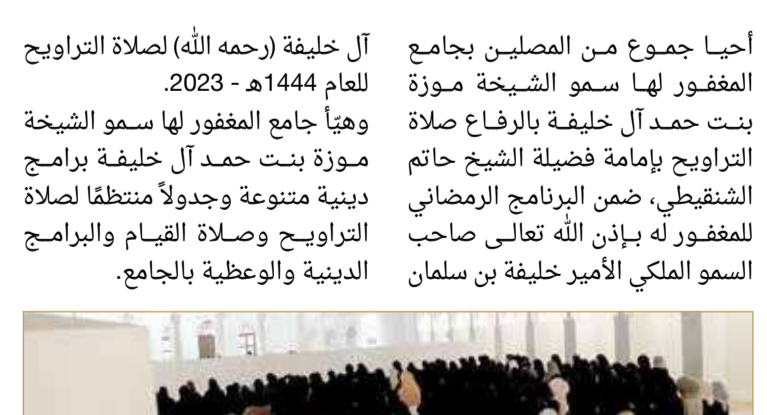 أحيا جموع من المصلين بجامع
المغفور لها سمو الشيخة موزة
بنت حمد آل خليفة بالرفاع صلاة
التراويح بإمامة فضيلة الشيخ حاتم
الشنقيطي، ضمن البرنامج الرمضاني
للمغفور له بإذن الله تعالى صاحب
السمو الملكي الأمير خليفة بن سلمان
آل خليفة (رحمه الله) لصلاة التراويح
للعام 1444هـ - 2023.
وهيّأ جامع المغفور لها سمو الشيخة
موزة بنت حمد آل خليفة برامج
دينية متنوعة وجدولاً منتظمًا لصلاة
التراويح وصلاة القيام والبرامج
الدينية والوعظية بالجامع.